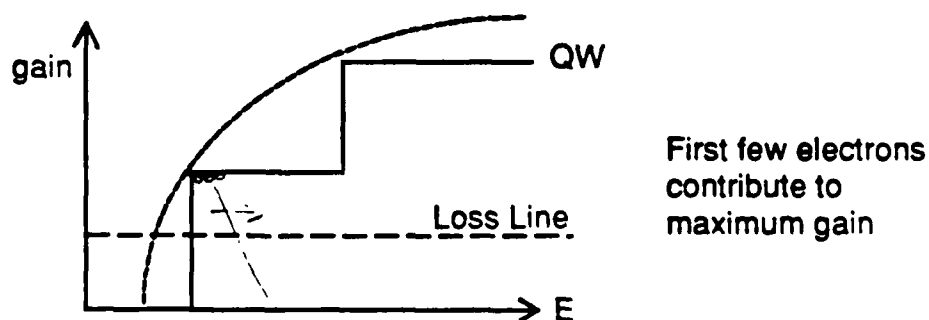 gain
QW
First few electrons
contribute to
maximum gain
Loss Line
E